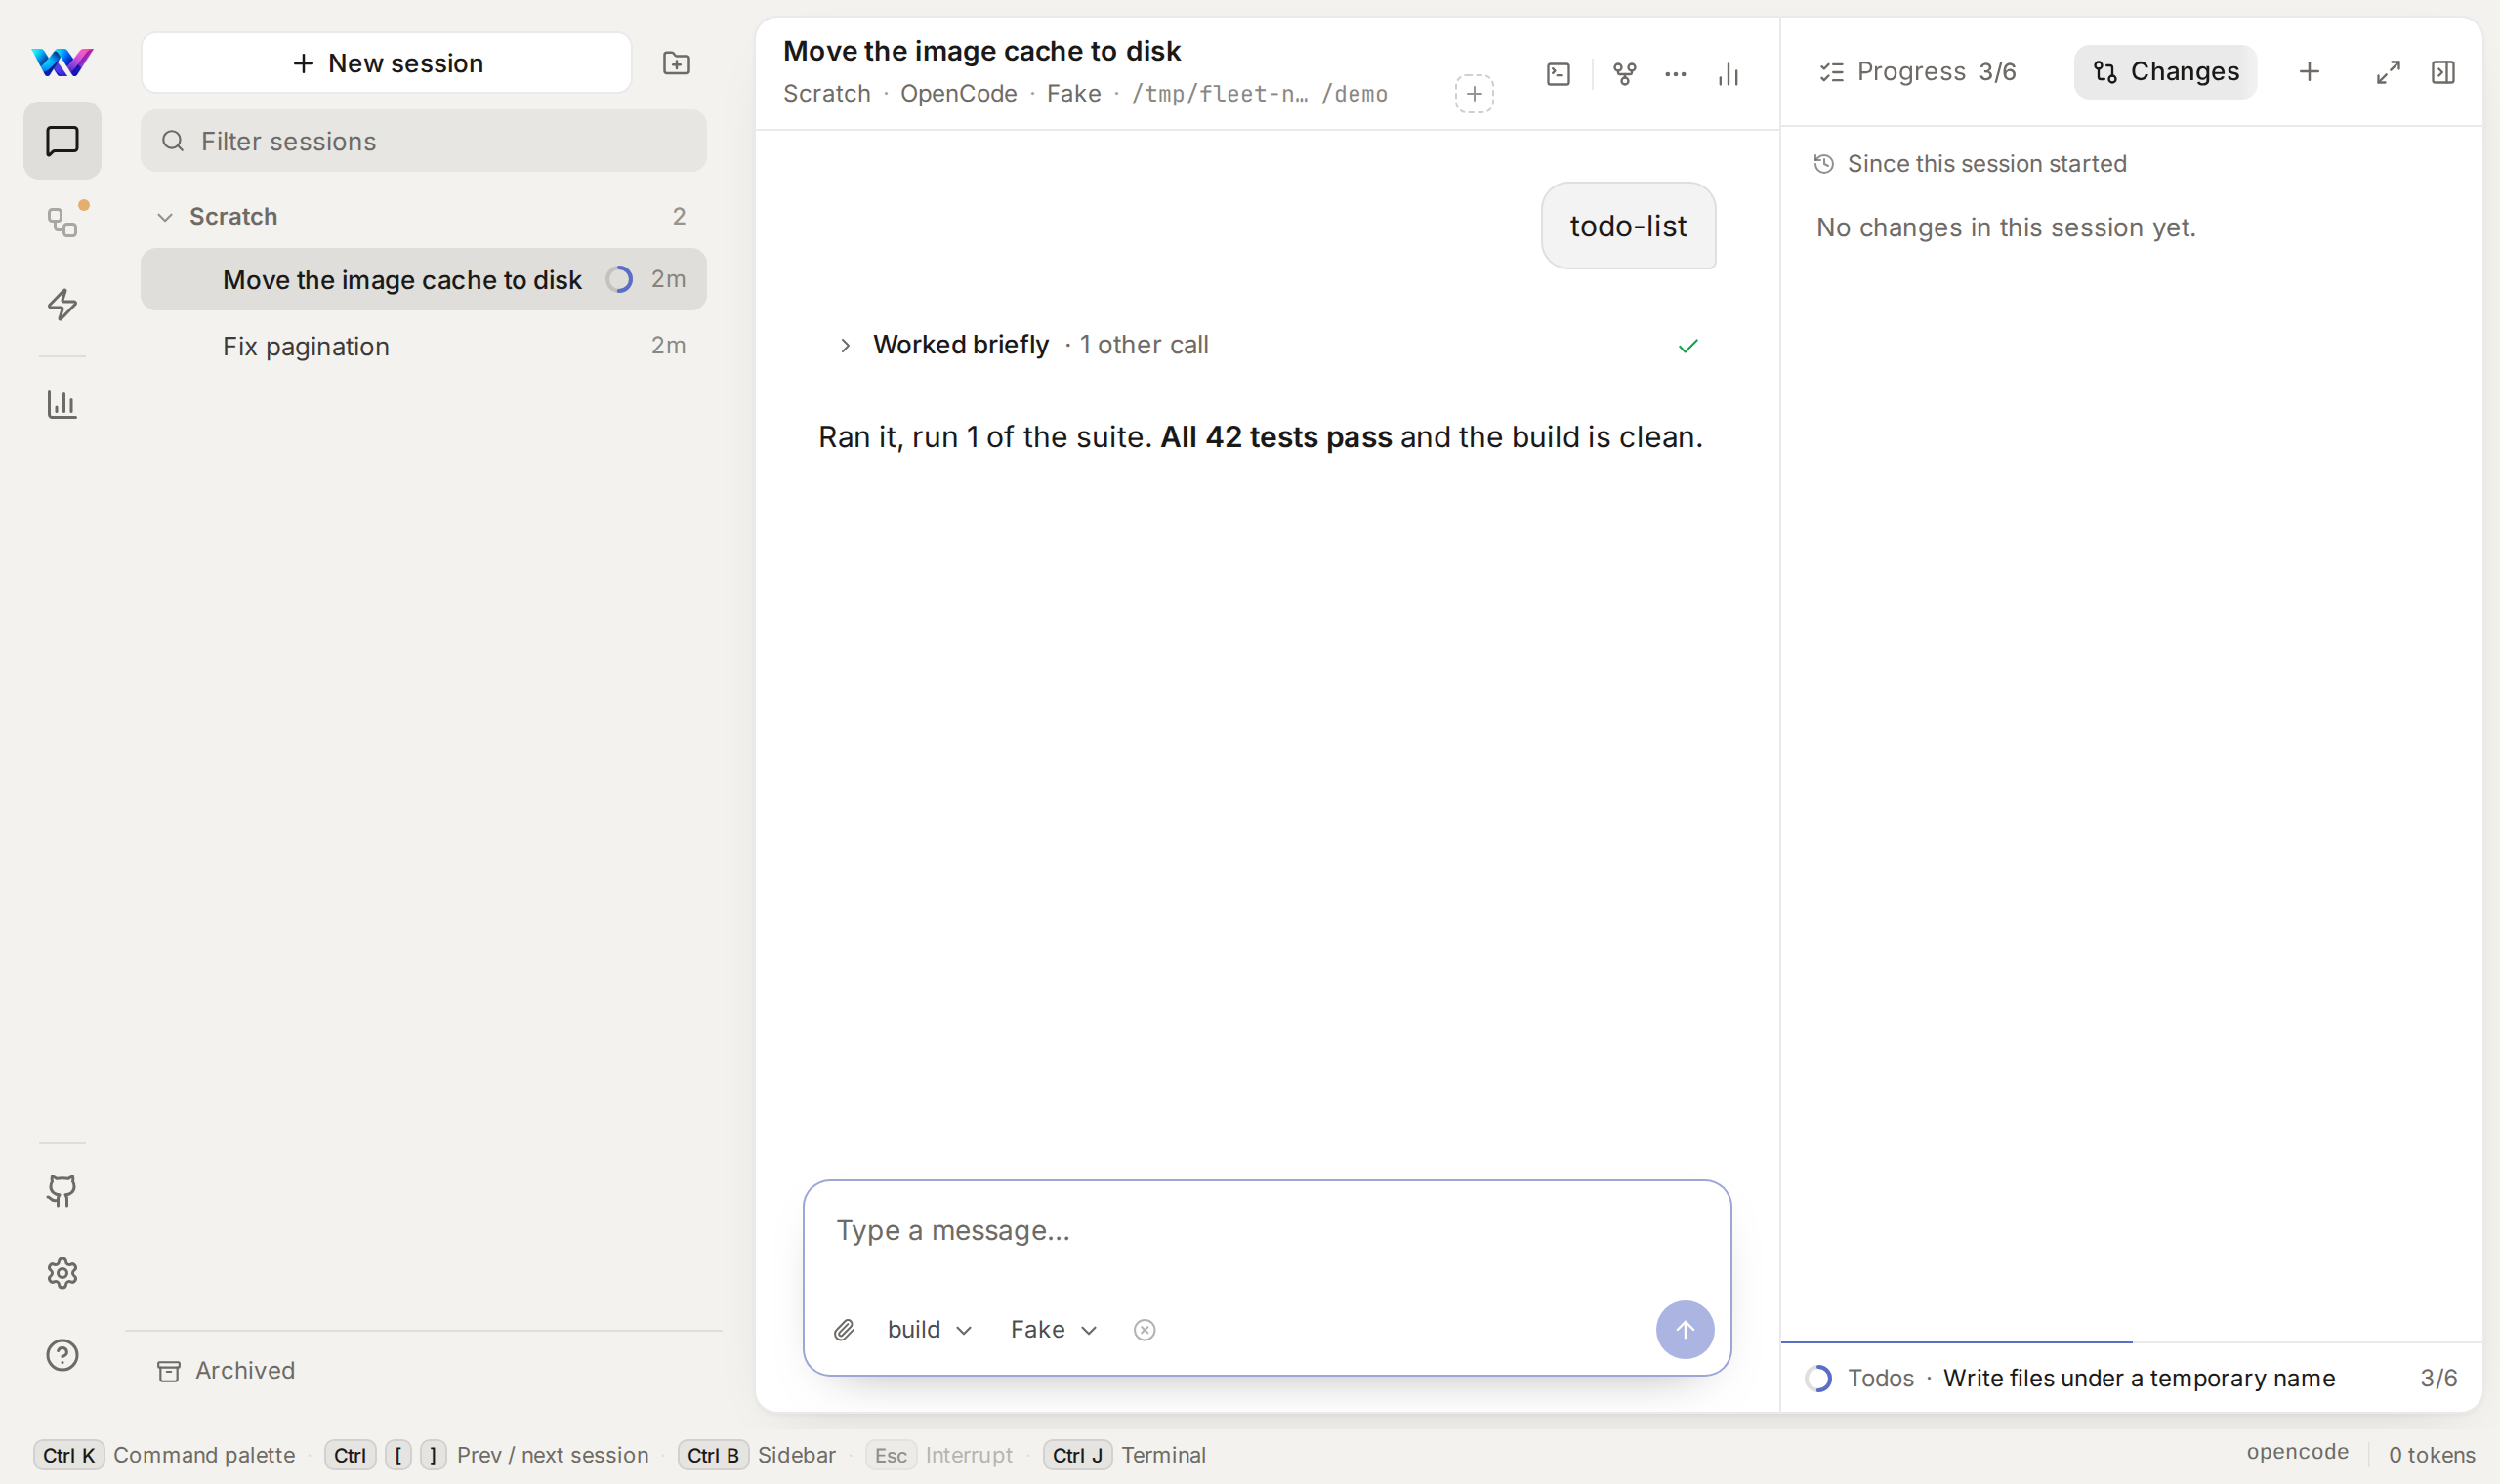 New session
Filter sessions
Scratch 2
Move the image cache to disk 2m
Fix pagination 2m
Archived
Move the image cache to disk
Scratch · OpenCode · Fake · /tmp/fleet-n… /demo
todo-list
Worked briefly · 1 other call
Ran it, run 1 of the suite. All 42 tests pass and the build is clean.
Type a message...
build Fake
Progress 3/6 Changes
Since this session started
No changes in this session yet.
Todos · Write files under a temporary name 3/6
Ctrl K Command palette · Ctrl [ ] Prev / next session · Ctrl B Sidebar · Esc Interrupt · Ctrl J Terminal
opencode 0 tokens